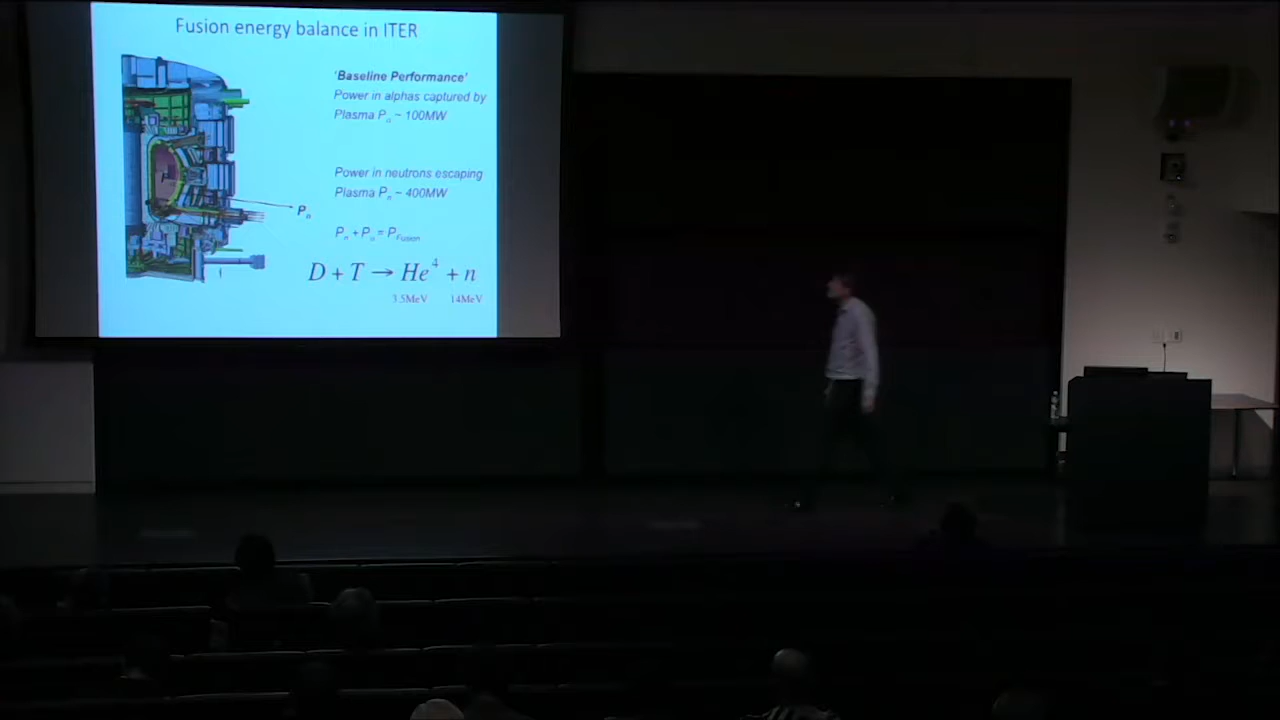 Fusion energy balance in ITER
'Baseline Performance'
Power in alphas captured by
Plasma Pα ~ 100MW
Power in neutrons escaping
Plasma Pn ~ 400MW
Pn
Pn + Pα = PFusion
D + T → He⁴ + n
3.5MeV 14MeV